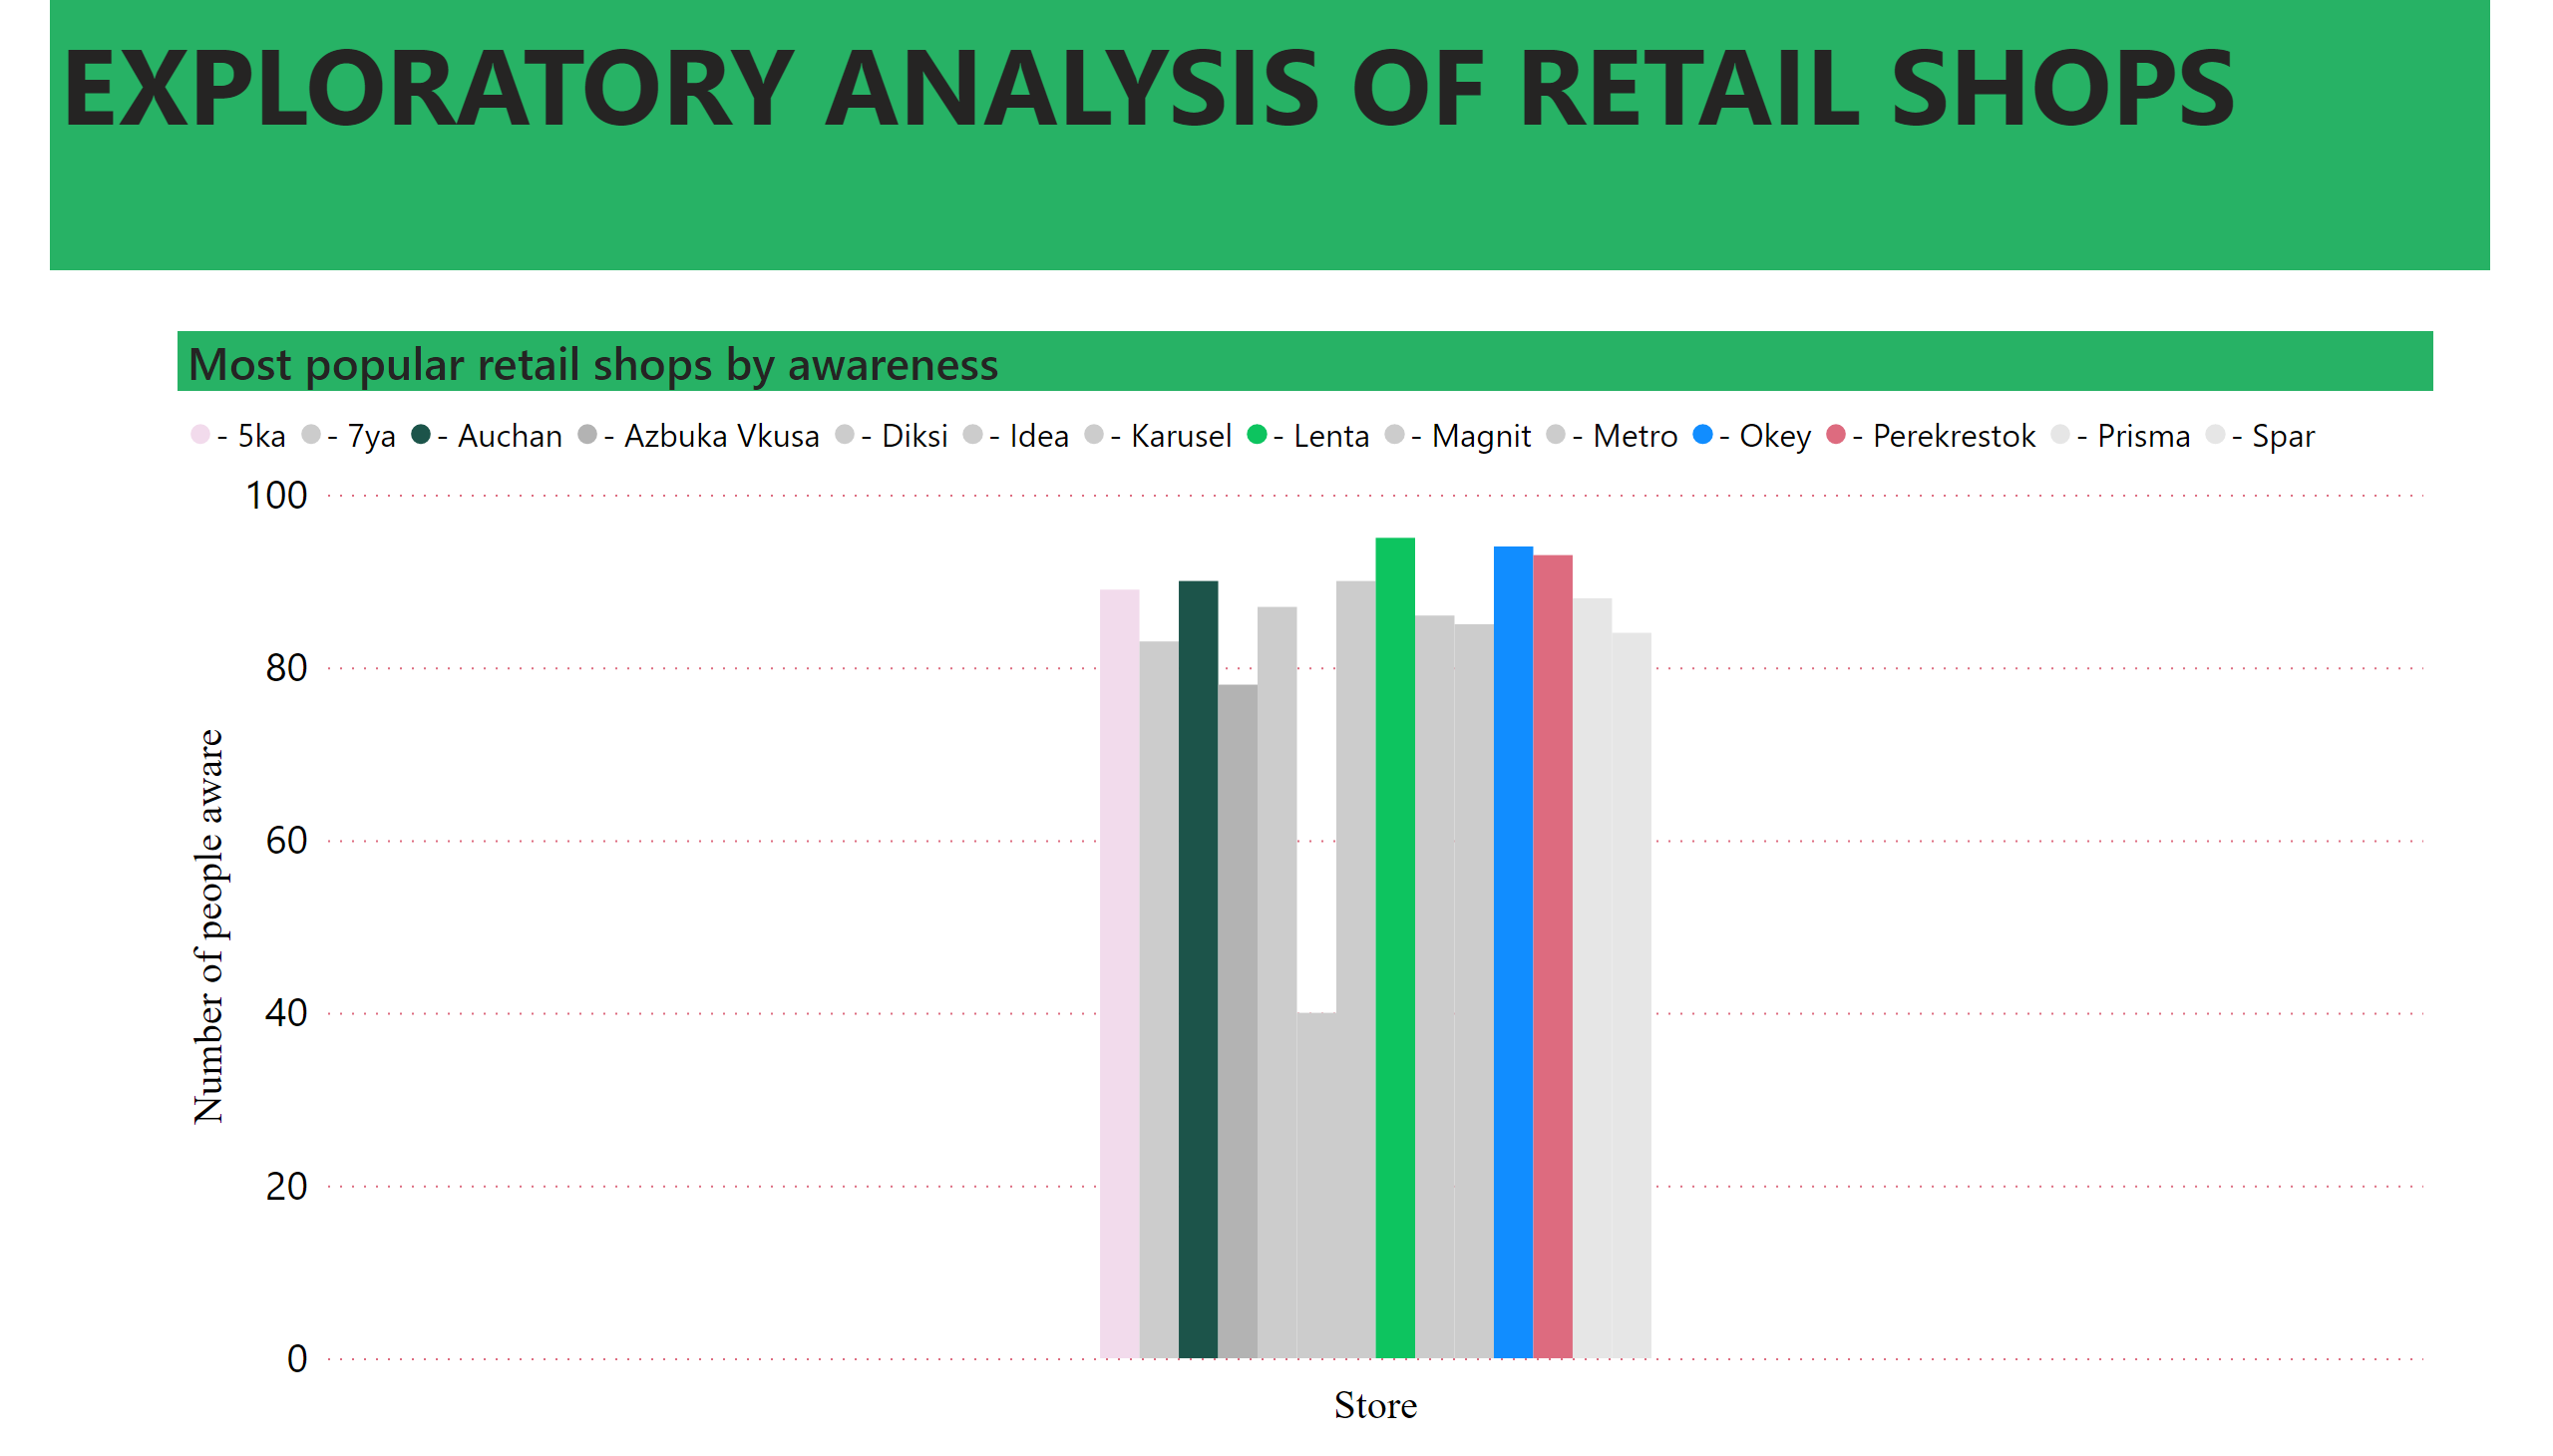 EXPLORATORY ANALYSIS OF RETAIL SHOPS
Most popular retail shops by awareness
- 5ka - 7ya - Auchan - Azbuka Vkusa - Diksi - Idea - Karusel - Lenta - Magnit - Metro - Okey - Perekrestok - Prisma - Spar
100
80
60
40
20
0
Number of people aware
Store